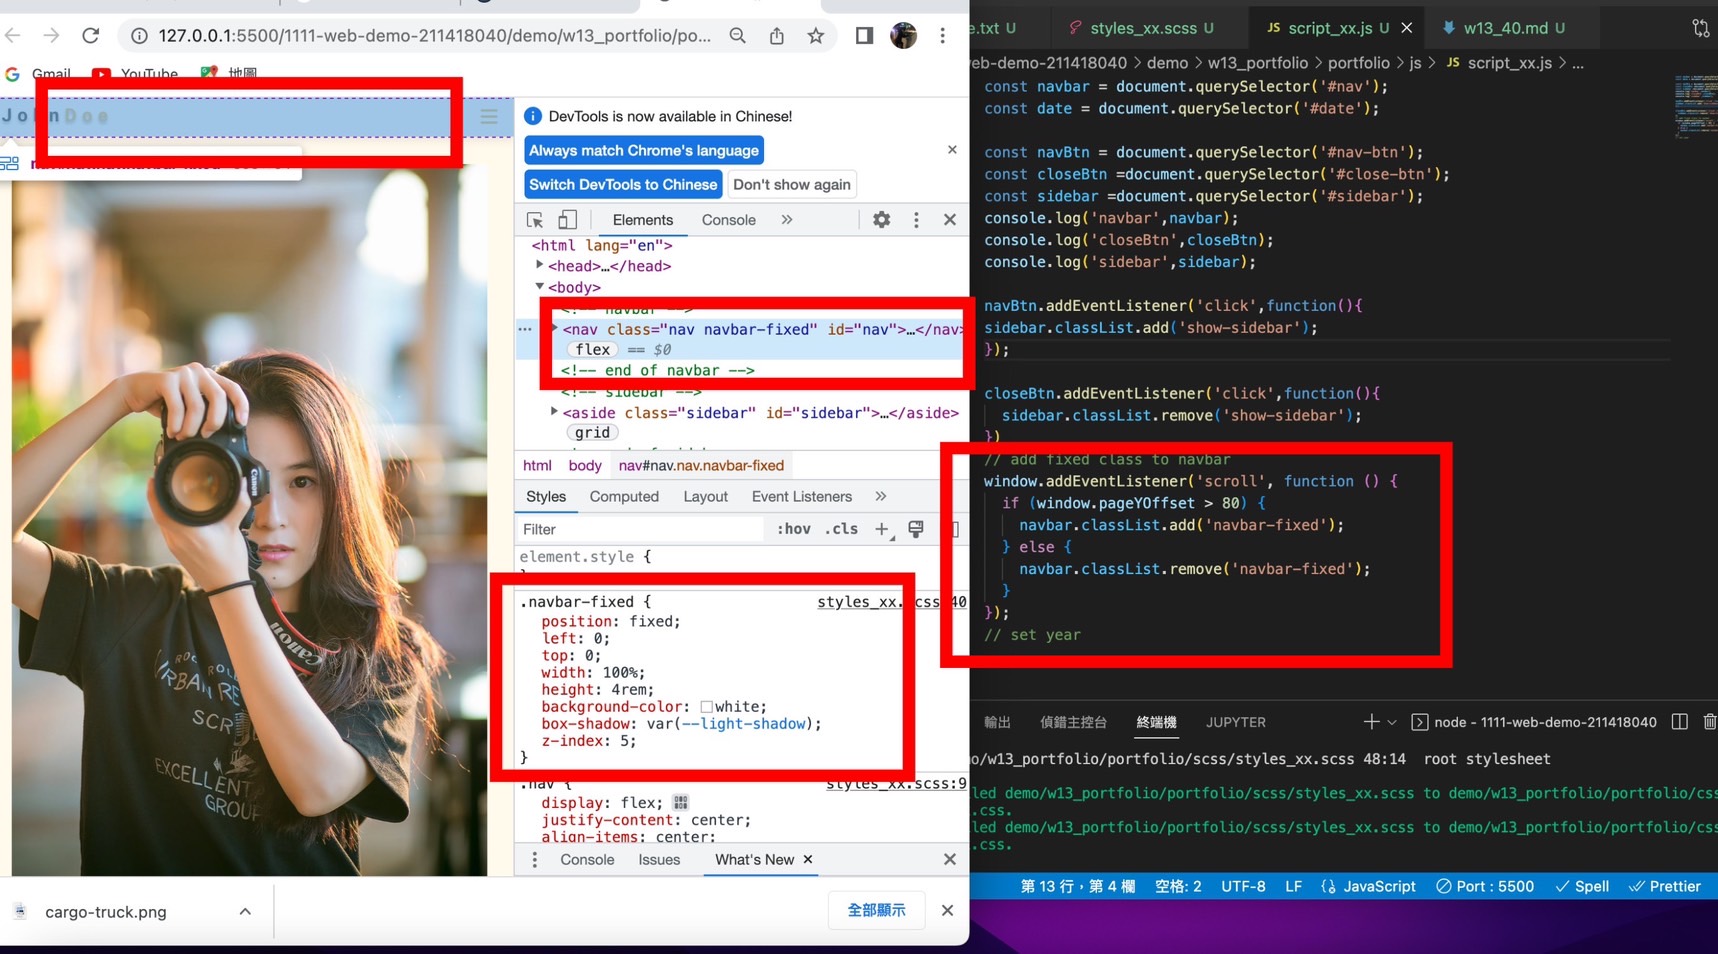 127.0.0.1:5500/1111-web-demo-211418040/demo/w13_portfolio/po...
Gmail
YouTube
地圖
John Doe
DevTools is now available in Chinese!
Always match Chrome's language
Switch DevTools to Chinese
Don't show again
Elements
Console
<html lang="en">
<head>…</head>
<body>
<!-- navbar -->
<nav class="nav navbar-fixed" id="nav">…</nav>
flex == $0
<!-- end of navbar -->
<!-- sidebar -->
<aside class="sidebar" id="sidebar">…</aside>
grid
html body nav#nav.nav.navbar-fixed
Styles Computed Layout Event Listeners
Filter
:hov .cls
element.style {
}
.navbar-fixed {
styles_xx.scss:40
position: fixed;
left: 0;
top: 0;
width: 100%;
height: 4rem;
background-color: white;
box-shadow: var(--light-shadow);
z-index: 5;
}
.nav {
styles_xx.scss:9
display: flex;
justify-content: center;
align-items: center;
Console Issues What's New
cargo-truck.png
全部顯示
Canon
Canon
ROCK ROLL
URBAN RE
SCR
EXCELLENT
GROUP
e.txt U
styles_xx.scss U
JS script_xx.js U
w13_40.md U
web-demo-211418040 > demo > w13_portfolio > portfolio > js > JS script_xx.js > ...
const navbar = document.querySelector('#nav');
const date = document.querySelector('#date');
const navBtn = document.querySelector('#nav-btn');
const closeBtn =document.querySelector('#close-btn');
const sidebar =document.querySelector('#sidebar');
console.log('navbar',navbar);
console.log('closeBtn',closeBtn);
console.log('sidebar',sidebar);
navBtn.addEventListener('click',function(){
sidebar.classList.add('show-sidebar');
});
closeBtn.addEventListener('click',function(){
sidebar.classList.remove('show-sidebar');
})
// add fixed class to navbar
window.addEventListener('scroll', function () {
if (window.pageYOffset > 80) {
navbar.classList.add('navbar-fixed');
} else {
navbar.classList.remove('navbar-fixed');
}
});
// set year
輸出 偵錯主控台 終端機 JUPYTER
node - 1111-web-demo-211418040
o/w13_portfolio/portfolio/scss/styles_xx.scss 48:14 root stylesheet
led demo/w13_portfolio/portfolio/scss/styles_xx.scss to demo/w13_portfolio/portfolio/css
.css.
led demo/w13_portfolio/portfolio/scss/styles_xx.scss to demo/w13_portfolio/portfolio/css
.css.
第 13 行，第 4 欄 空格: 2 UTF-8 LF JavaScript Port : 5500 Spell Prettier